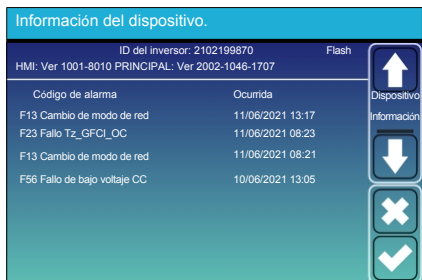 Información del dispositivo.
ID del inversor: 2102199870 Flash
HMI: Ver 1001-8010 PRINCIPAL: Ver 2002-1046-1707
Código de alarma Ocurrida
F13 Cambio de modo de red 11/06/2021 13:17
F23 Fallo Tz_GFCI_OC 11/06/2021 08:23
F13 Cambio de modo de red 11/06/2021 08:21
F56 Fallo de bajo voltaje CC 10/06/2021 13:05
Dispositivo
Información